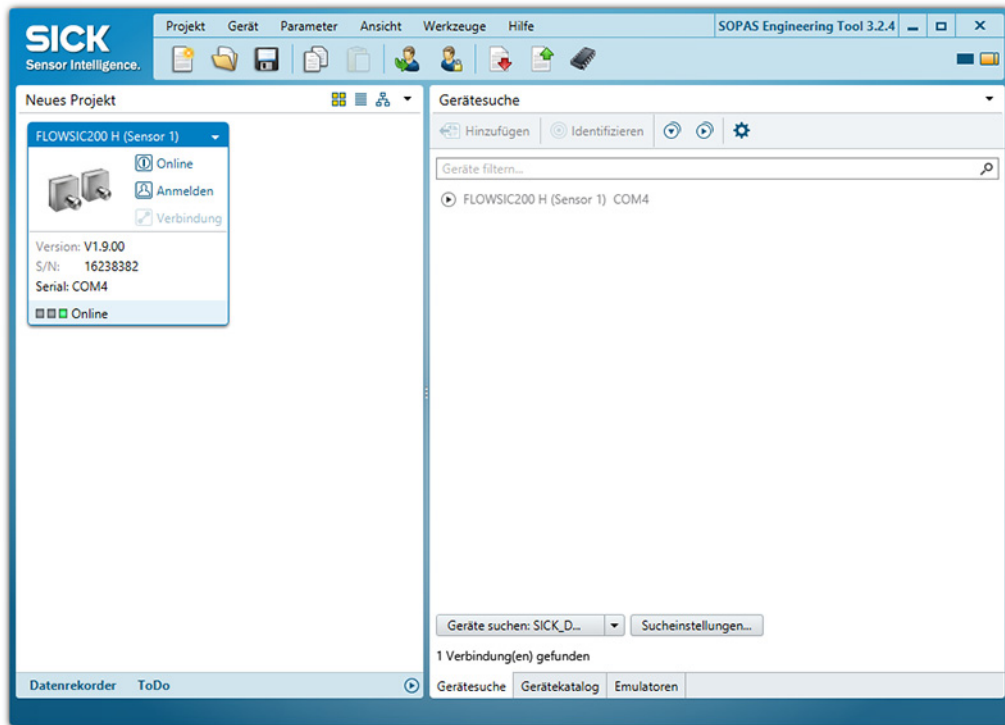 SICK
Sensor Intelligence.
Projekt Gerät Parameter Ansicht Werkzeuge Hilfe
SOPAS Engineering Tool 3.2.4
Neues Projekt
FLOWSIC200 H (Sensor 1)
Online
Anmelden
Verbindung
Version: V1.9.00
S/N: 16238382
Serial: COM4
Online
Datenrekorder ToDo
Gerätesuche
Hinzufügen Identifizieren
Geräte filtern...
FLOWSIC200 H (Sensor 1) COM4
Geräte suchen: SICK_D... Sucheinstellungen...
1 Verbindung(en) gefunden
Gerätesuche Gerätekatalog Emulatoren